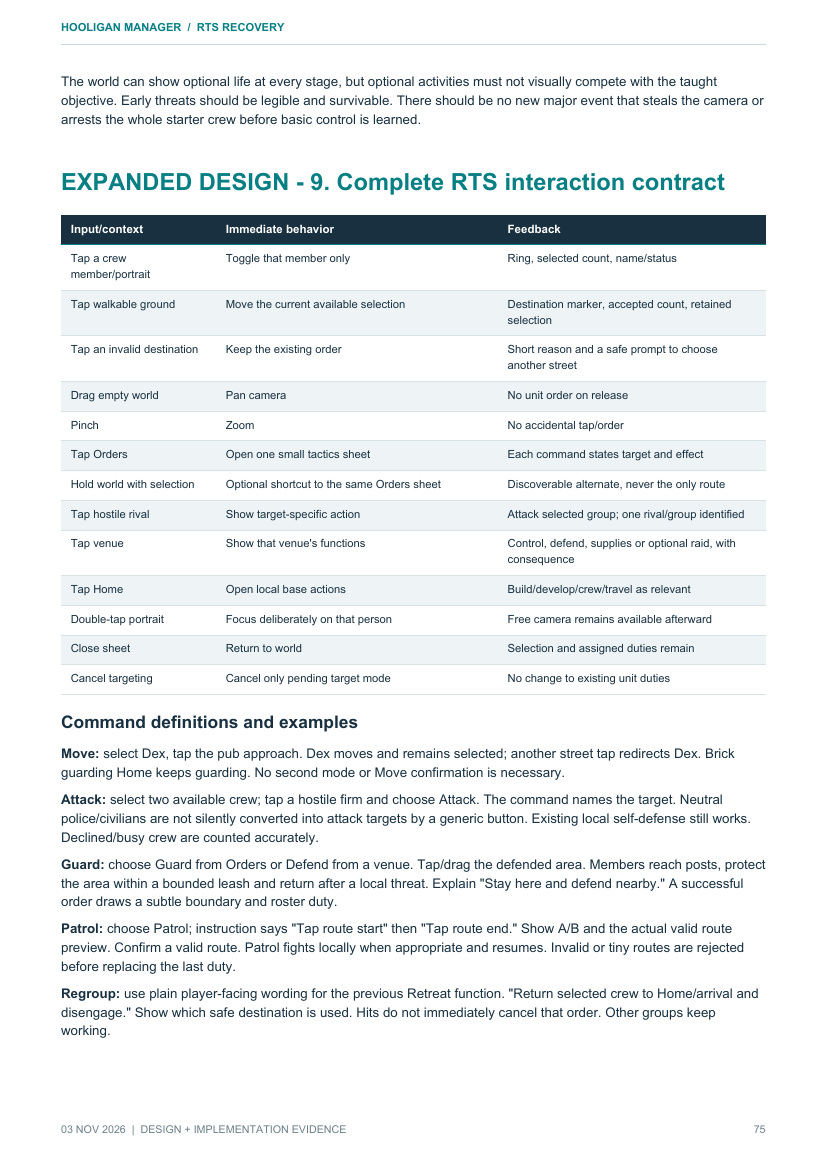 HOOLIGAN MANAGER / RTS RECOVERY
The world can show optional life at every stage, but optional activities must not visually compete with the taught
objective. Early threats should be legible and survivable. There should be no new major event that steals the camera or
arrests the whole starter crew before basic control is learned.
EXPANDED DESIGN - 9. Complete RTS interaction contract
Input/context Immediate behavior Feedback
Tap a crew member/portrait Toggle that member only Ring, selected count, name/status
Tap walkable ground Move the current available selection Destination marker, accepted count, retained selection
Tap an invalid destination Keep the existing order Short reason and a safe prompt to choose another street
Drag empty world Pan camera No unit order on release
Pinch Zoom No accidental tap/order
Tap Orders Open one small tactics sheet Each command states target and effect
Hold world with selection Optional shortcut to the same Orders sheet Discoverable alternate, never the only route
Tap hostile rival Show target-specific action Attack selected group; one rival/group identified
Tap venue Show that venue's functions Control, defend, supplies or optional raid, with consequence
Tap Home Open local base actions Build/develop/crew/travel as relevant
Double-tap portrait Focus deliberately on that person Free camera remains available afterward
Close sheet Return to world Selection and assigned duties remain
Cancel targeting Cancel only pending target mode No change to existing unit duties
Command definitions and examples
Move: select Dex, tap the pub approach. Dex moves and remains selected; another street tap redirects Dex. Brick
guarding Home keeps guarding. No second mode or Move confirmation is necessary.
Attack: select two available crew; tap a hostile firm and choose Attack. The command names the target. Neutral
police/civilians are not silently converted into attack targets by a generic button. Existing local self-defense still works.
Declined/busy crew are counted accurately.
Guard: choose Guard from Orders or Defend from a venue. Tap/drag the defended area. Members reach posts, protect
the area within a bounded leash and return after a local threat. Explain "Stay here and defend nearby." A successful
order draws a subtle boundary and roster duty.
Patrol: choose Patrol; instruction says "Tap route start" then "Tap route end." Show A/B and the actual valid route
preview. Confirm a valid route. Patrol fights locally when appropriate and resumes. Invalid or tiny routes are rejected
before replacing the last duty.
Regroup: use plain player-facing wording for the previous Retreat function. "Return selected crew to Home/arrival and
disengage." Show which safe destination is used. Hits do not immediately cancel that order. Other groups keep
working.
03 NOV 2026 | DESIGN + IMPLEMENTATION EVIDENCE 75